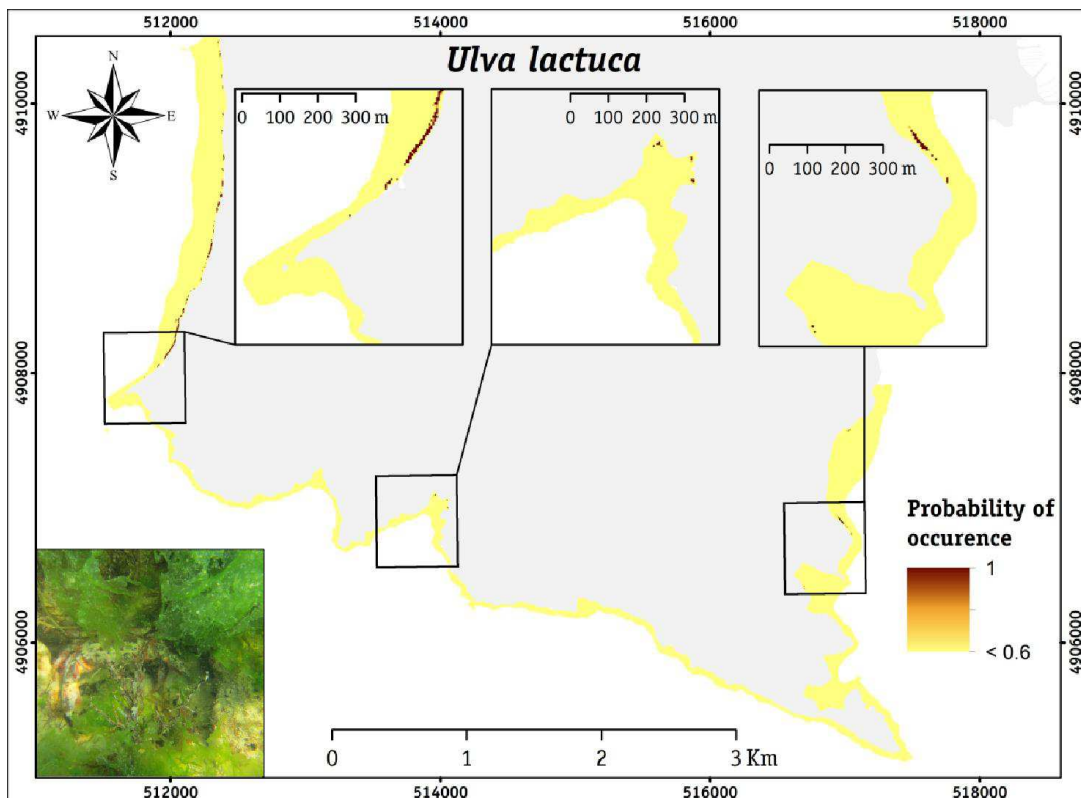 512000 514000 516000 518000
Ulva lactuca
N
W E
S
0 100 200 300 m
0 100 200 300 m
0 100 200 300 m
4910000 4910000
4908000 4908000
4906000 4906000
Probability of
occurence
1
< 0.6
0 1 2 3 Km
512000 514000 516000 518000